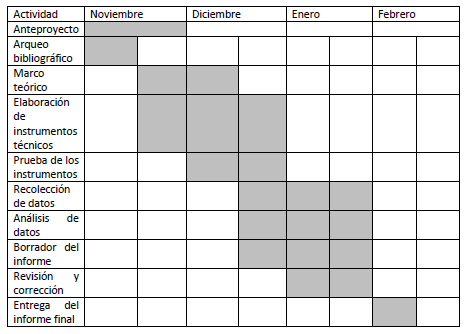 Actividad Noviembre Diciembre Enero Febrero
Anteproyecto
Arqueo
bibliográfico
Marco
teórico
Elaboración
de
instrumentos
técnicos
Prueba de los
instrumentos
Recolección
de datos
Análisis de
datos
Borrador del
informe
Revisión y
corrección
Entrega del
informe final